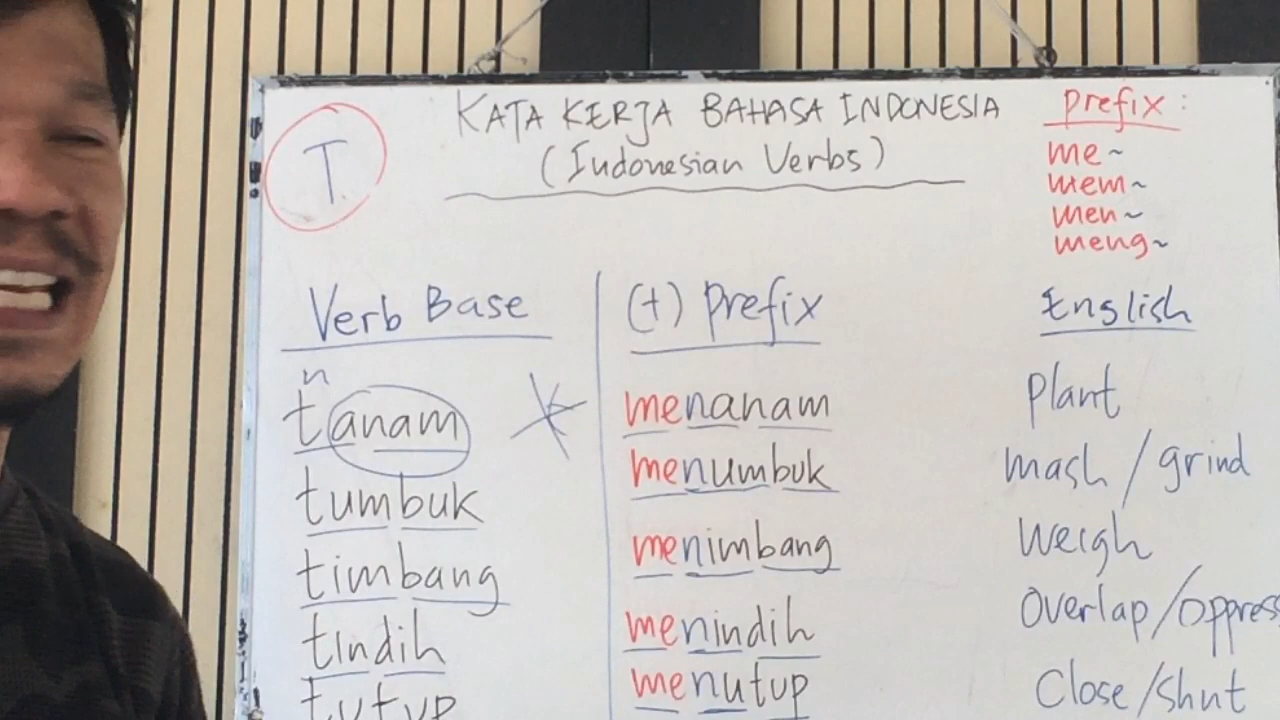 T
KATA KERJA BAHASA INDONESIA
(Indonesian Verbs)
Prefix:
me~
mem~
men~
meng~
Verb Base (+) prefix English
n
tanam menanam plant
tumbuk menumbuk mash / grind
timbang menimbang weigh
tindih menindih overlap/oppress
tutup menutup Close/shut